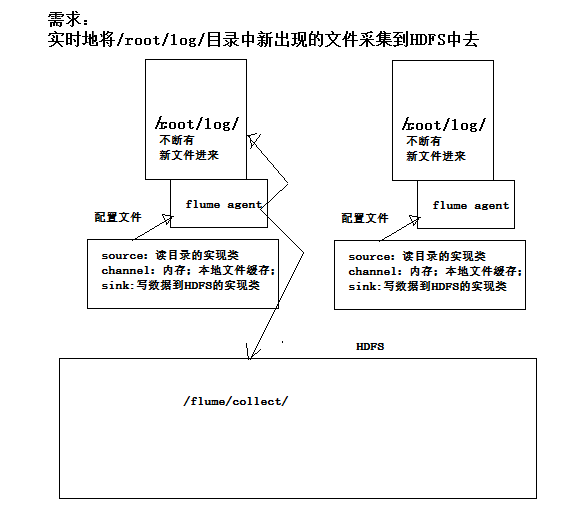 需求：
实时地将/root/log/目录中新出现的文件采集到HDFS中去
/root/log/
不断有
新文件进来
flume agent
配置文件
source：读目录的实现类
channel：内存；本地文件缓存；
sink:写数据到HDFS的实现类
/root/log/
不断有
新文件进来
flume agent
配置文件
source：读目录的实现类
channel：内存；本地文件缓存；
sink:写数据到HDFS的实现类
HDFS
/flume/collect/